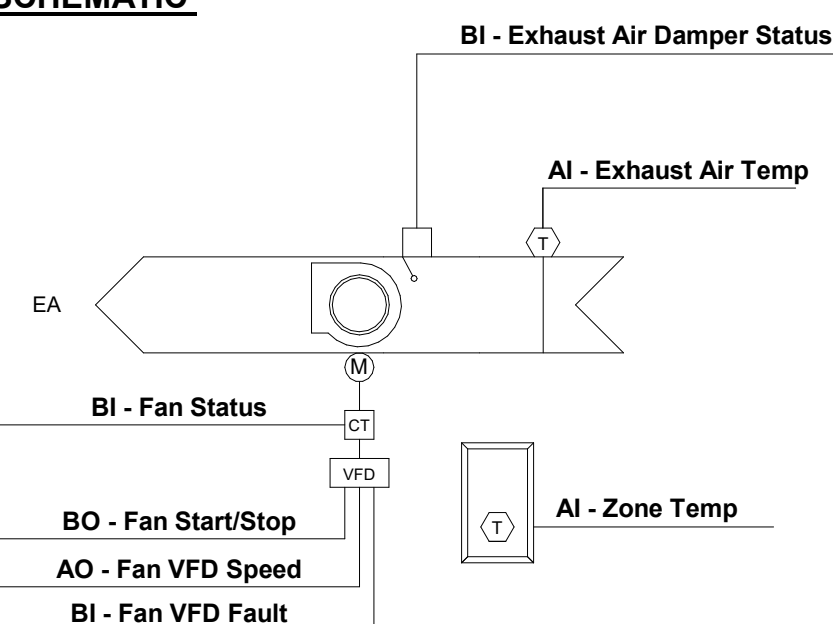 SCHEMATIC
BI - Exhaust Air Damper Status
AI - Exhaust Air Temp
T
EA
M
BI - Fan Status
CT
VFD
BO - Fan Start/Stop
AI - Zone Temp
T
AO - Fan VFD Speed
BI - Fan VFD Fault